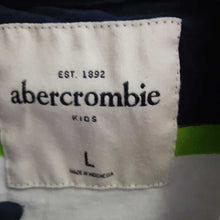 EST. 1892
abercrombie
KIDS
L
MADE IN INDONESIA